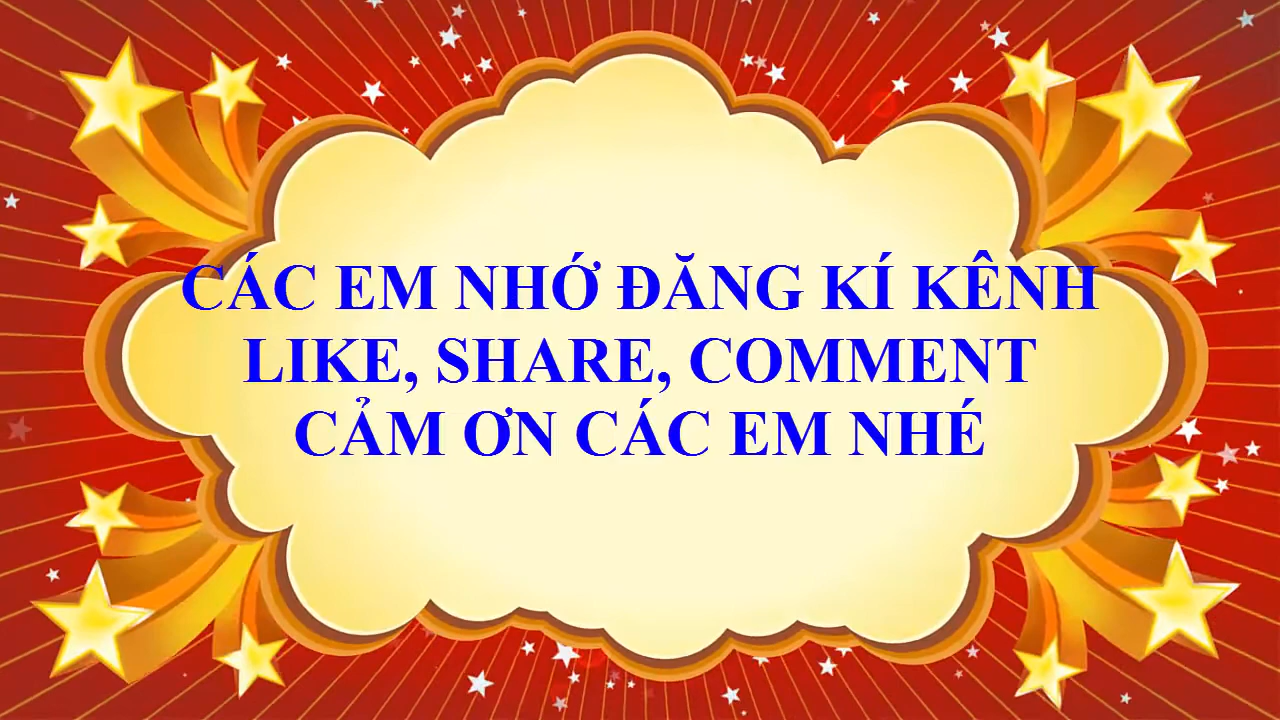 CÁC EM NHỚ ĐĂNG KÍ KÊNH
LIKE, SHARE, COMMENT
CẢM ƠN CÁC EM NHÉ